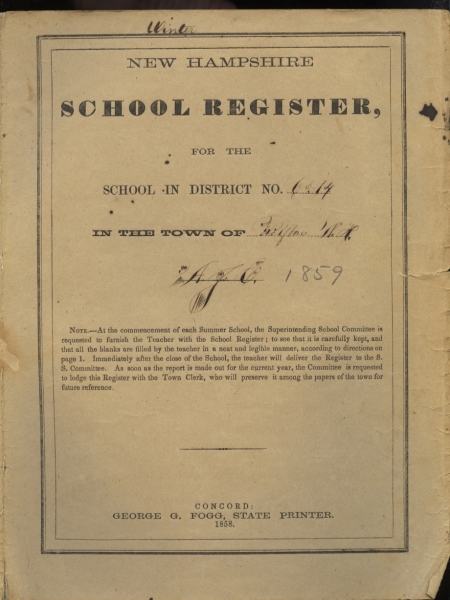 Winter
NEW HAMPSHIRE
SCHOOL REGISTER,
FOR THE
SCHOOL IN DISTRICT NO. 6 & 14
IN THE TOWN OF
1859
NOTE.—At the commencement of each Summer School, the Superintending School Committee is
requested to furnish the Teacher with the School Register; to see that it is carefully kept, and
that all the blanks are filled by the teacher in a neat and legible manner, according to directions on
page 1. Immediately after the close of the School, the teacher will deliver the Register to the S.
S. Committee. As soon as the report is made out for the current year, the Committee is requested
to lodge this Register with the Town Clerk, who will preserve it among the papers of the town for
future reference.
CONCORD:
GEORGE G. FOGG, STATE PRINTER.
1858.